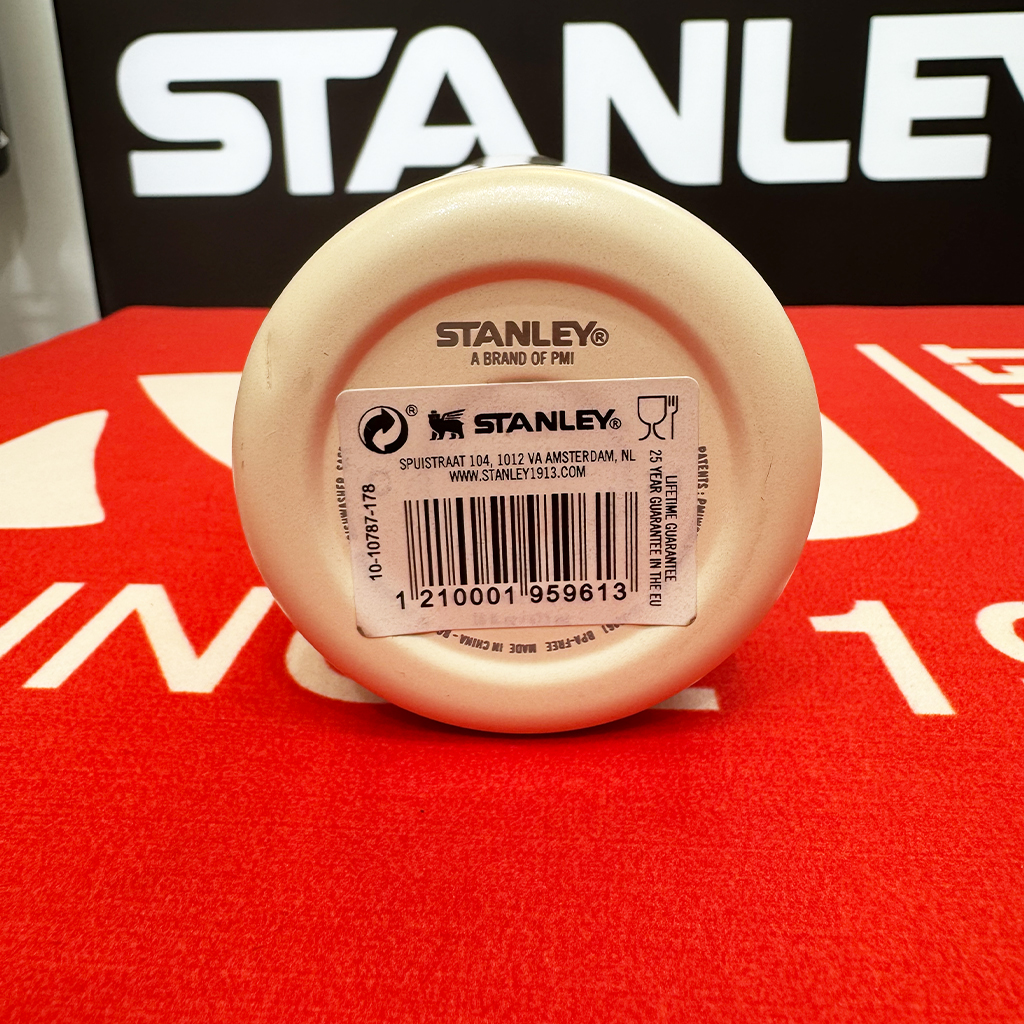 STANLEY
STANLEY®
A BRAND OF PMI
® STANLEY®
SPUISTRAAT 104, 1012 VA AMSTERDAM, NL
WWW.STANLEY1913.COM
10-10787-178
1 210001 959613
LIFETIME GUARANTEE
25 YEAR GUARANTEE IN THE EU
PATENTS:
BPA-FREE MADE IN CHINA -